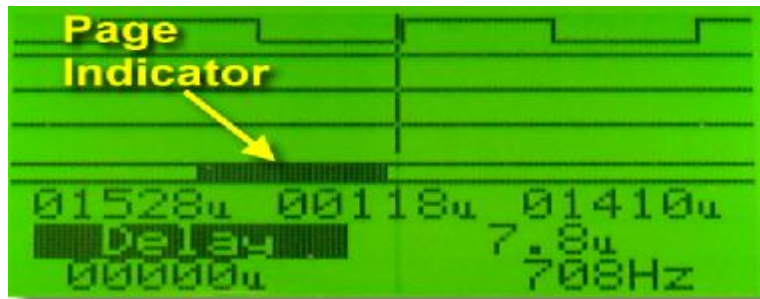 Page
Indicator
01528u 00118u 01410u
Delay 7.8u
00000u 708Hz